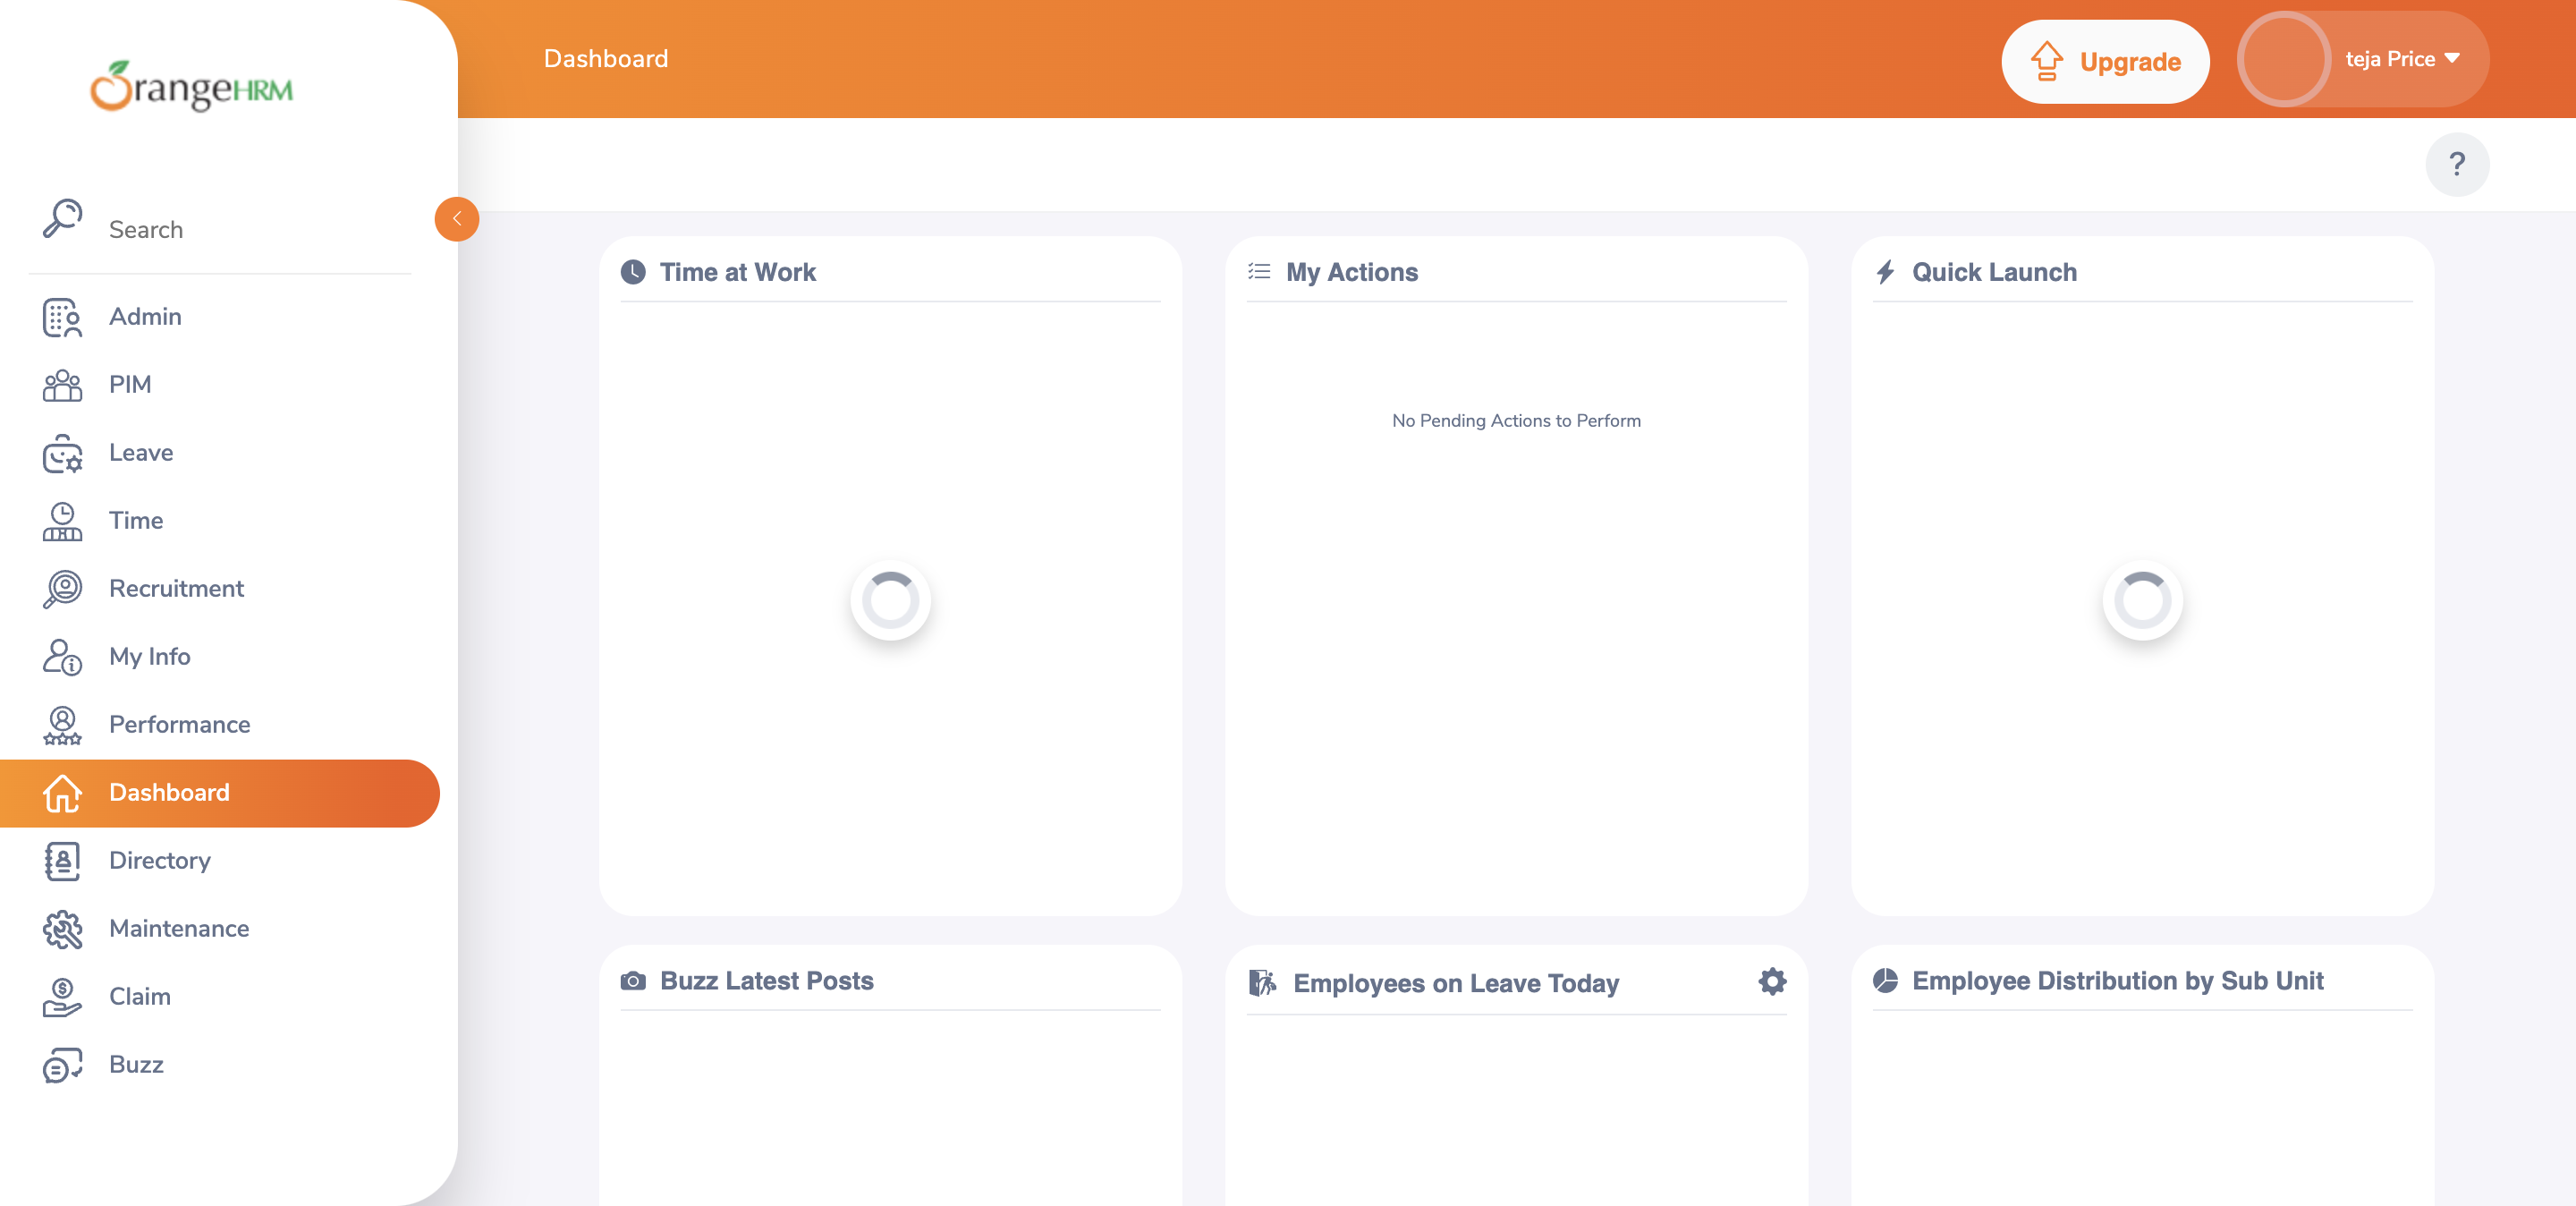 OrangeHRM
Search
Admin
PIM
Leave
Time
Recruitment
My Info
Performance
Dashboard
Directory
Maintenance
Claim
Buzz
Dashboard
Upgrade
teja Price
?
Time at Work
My Actions
No Pending Actions to Perform
Quick Launch
Buzz Latest Posts
Employees on Leave Today
Employee Distribution by Sub Unit